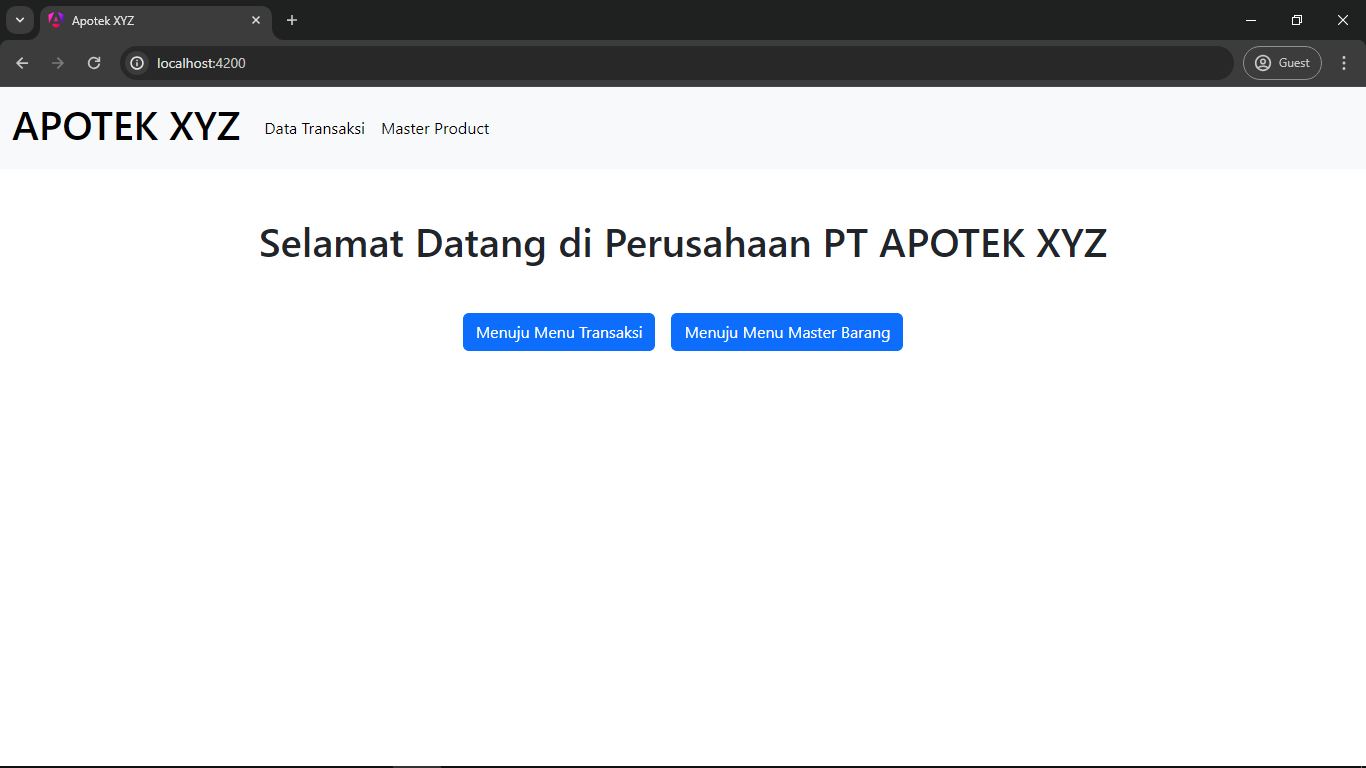 Apotek XYZ
localhost:4200
Guest
APOTEK XYZ Data Transaksi Master Product
Selamat Datang di Perusahaan PT APOTEK XYZ
Menuju Menu Transaksi Menuju Menu Master Barang